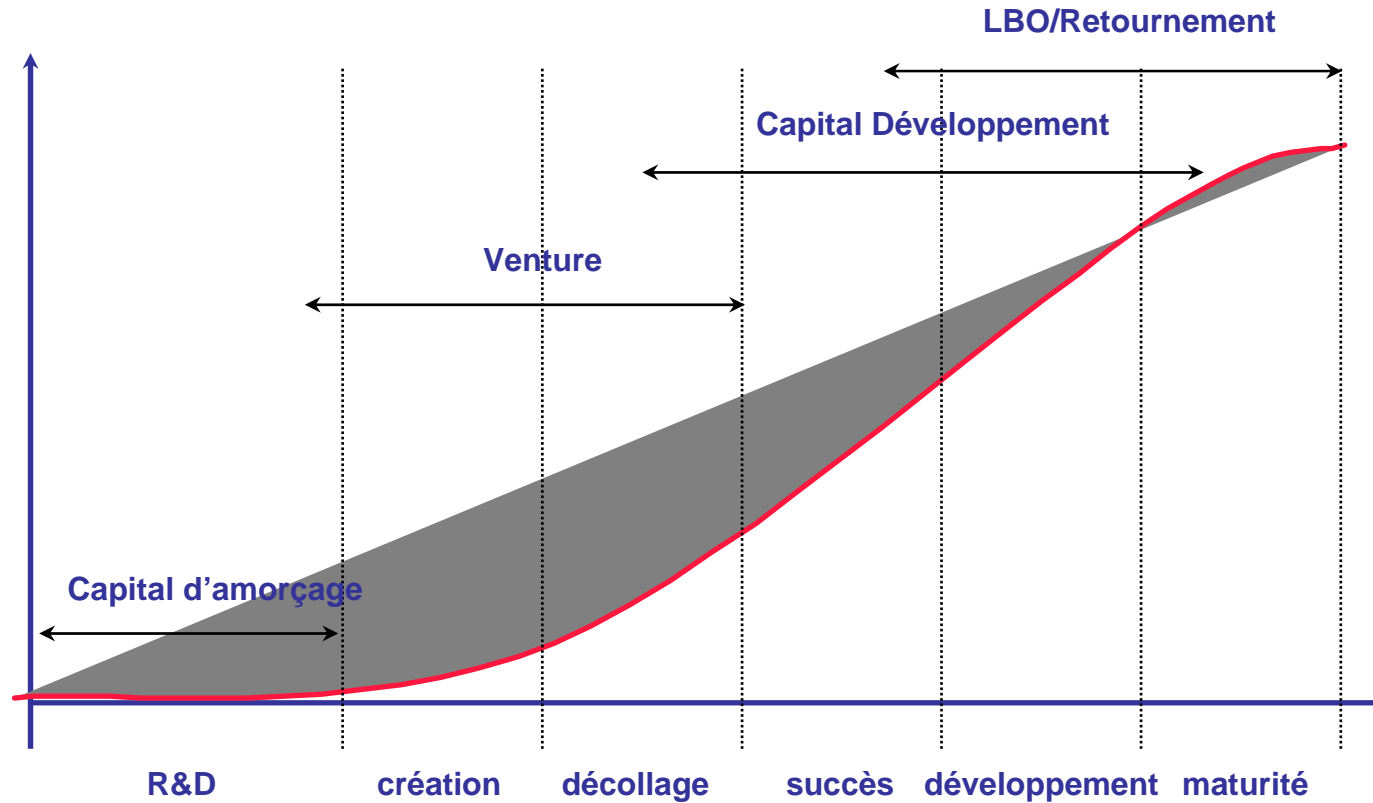 LBO/Retournement
Capital Développement
Venture
Capital d’amorçage
R&D création décollage succès développement maturité